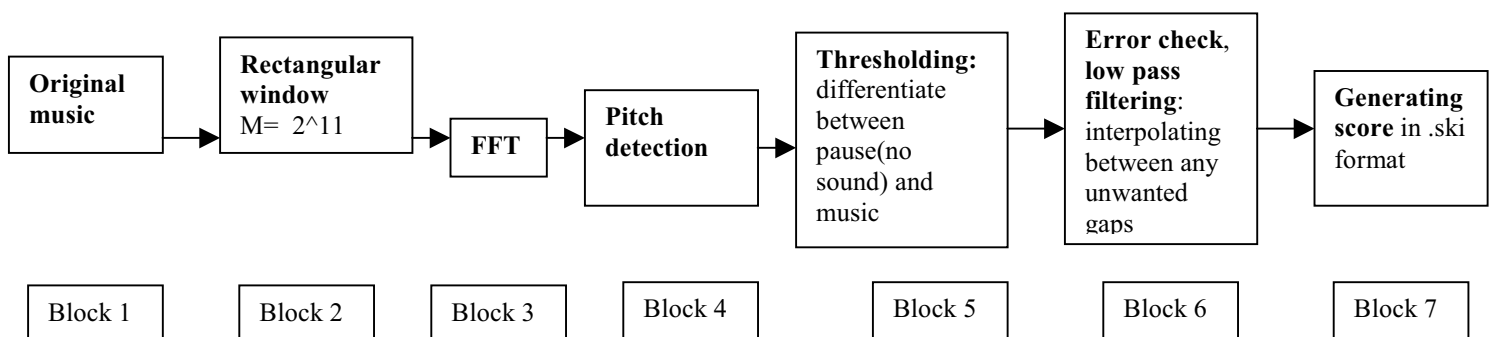 Original
music
Rectangular
window
M=  2^11
FFT
Pitch
detection
Thresholding:
differentiate
between
pause(no
sound) and
music
Error check,
low pass
filtering:
interpolating
between any
unwanted
gaps
Generating
score in .ski
format
Block 1
Block 2
Block 3
Block 4
Block 5
Block 6
Block 7